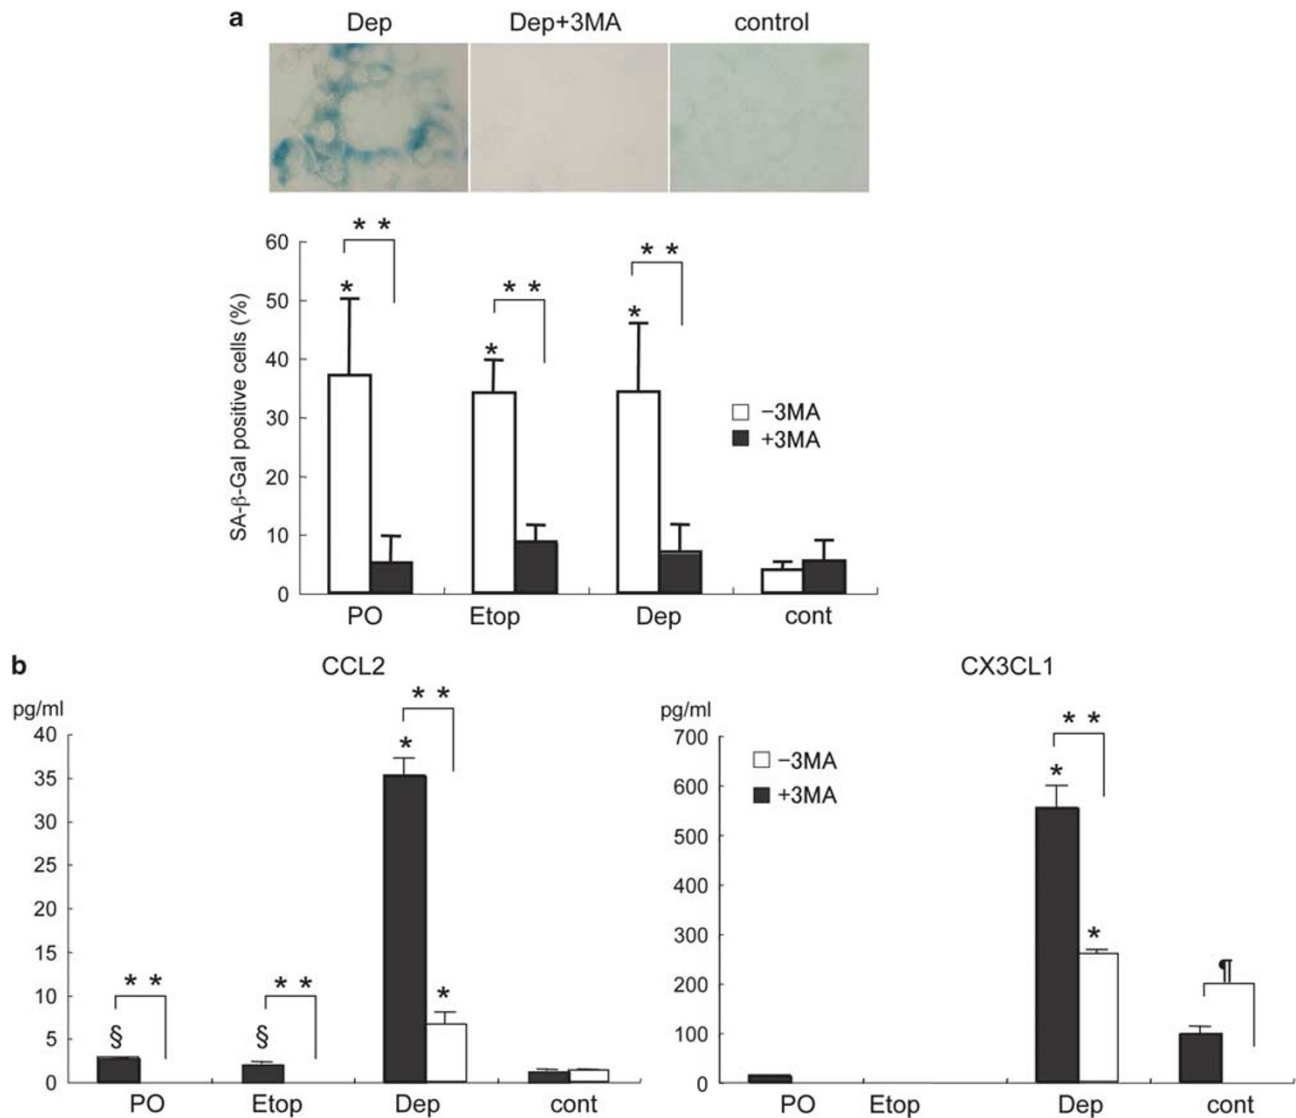 a
Dep Dep+3MA control
SA-β-Gal positive cells (%)
60
50
40
30
20
10
0
* *
*
* *
*
* *
*
−3MA
+3MA
PO Etop Dep cont
b
CCL2
pg/ml
40
35
30
25
20
15
10
5
0
* *
§
* *
§
* *
*
*
PO Etop Dep cont
CX3CL1
pg/ml
700
600
500
400
300
200
100
0
−3MA
+3MA
* *
*
*
¶
PO Etop Dep cont